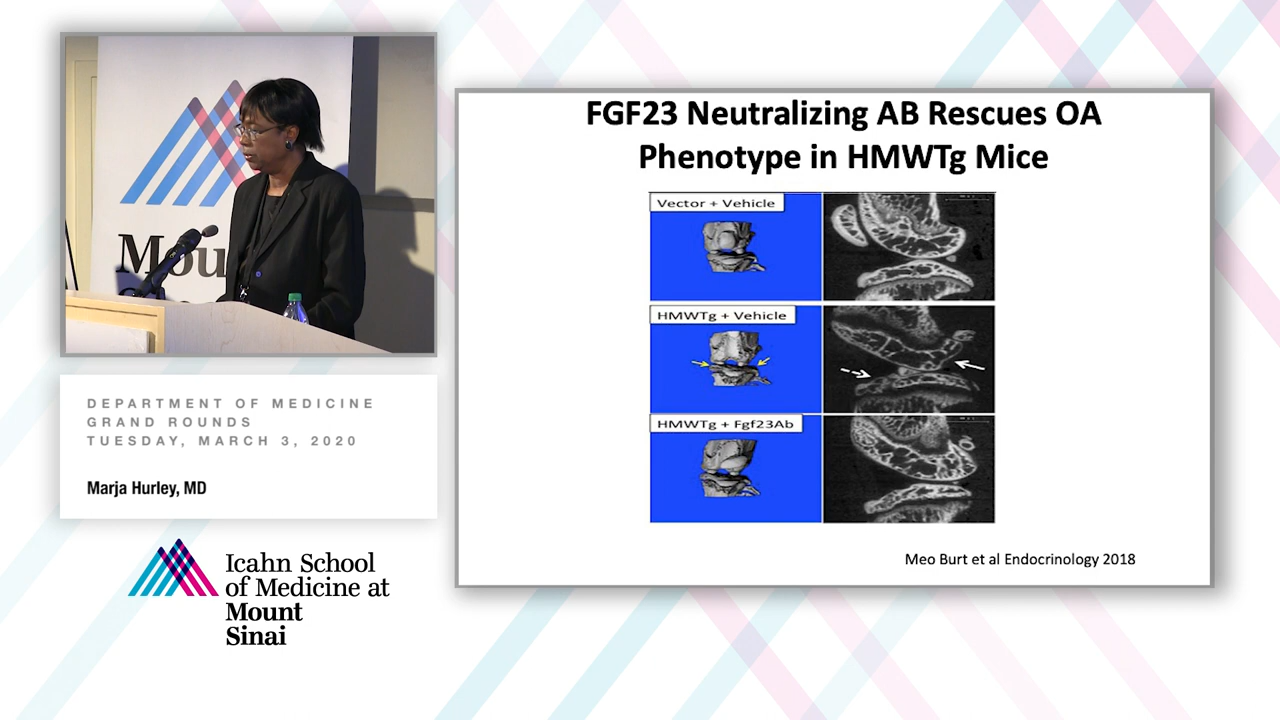 Mou
DEPARTMENT OF MEDICINE
GRAND ROUNDS
TUESDAY, MARCH 3, 2020
Marja Hurley, MD
Icahn School
of Medicine at
Mount
Sinai
FGF23 Neutralizing AB Rescues OA
Phenotype in HMWTg Mice
Vector + Vehicle
HMWTg + Vehicle
HMWTg + Fgf23Ab
Meo Burt et al Endocrinology 2018